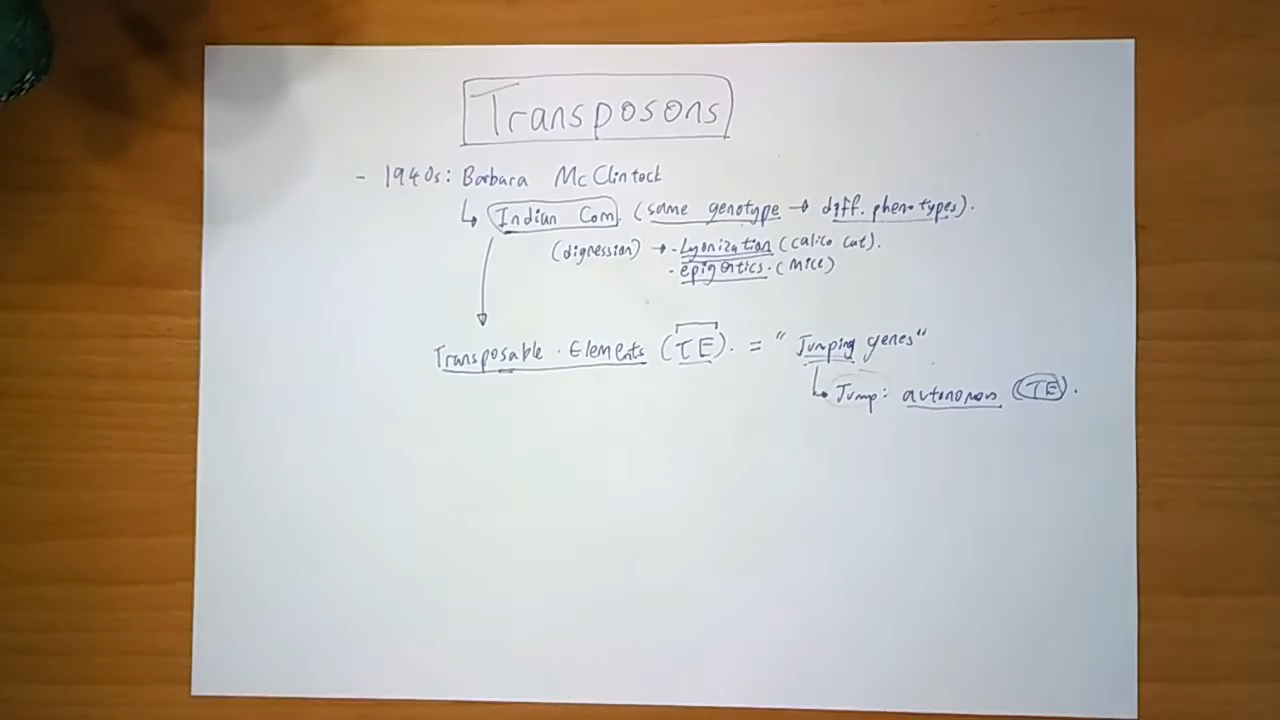 Transposons
- 1940s: Barbara McClintock
↳ Indian Corn. (same genotype → diff. phenotypes).
(digression) → - Lyonization (calico cat).
- epigentics. (mice)
Transposable. Elements (TE). = "Jumping genes"
↳ Jump: autonomous (TE).